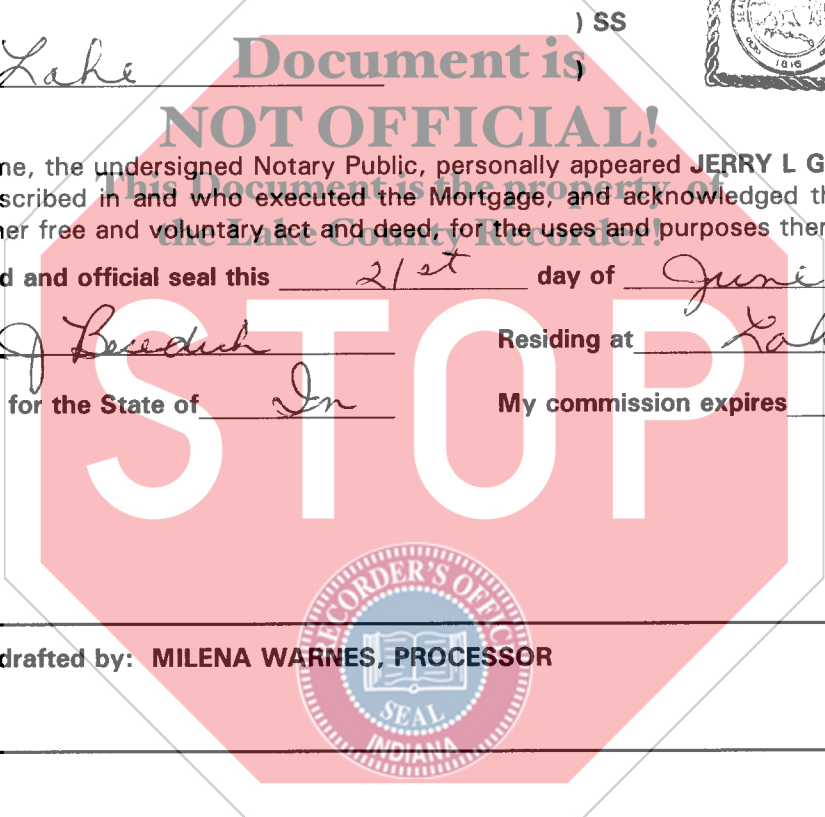 ) SS
Lake
)
1816
Document is
NOT OFFICIAL!
This Document is the property of
the Lake County Recorder!
ne, the undersigned Notary Public, personally appeared JERRY L G
scribed in and who executed the Mortgage, and acknowledged th
her free and voluntary act and deed, for the uses and purposes ther
d and official seal this 21st day of June
J Residing at Lak
for the State of In My commission expires
STOP
RECORDER'S OFFICE
SEAL
INDIANA
drafted by: MILENA WARNES, PROCESSOR